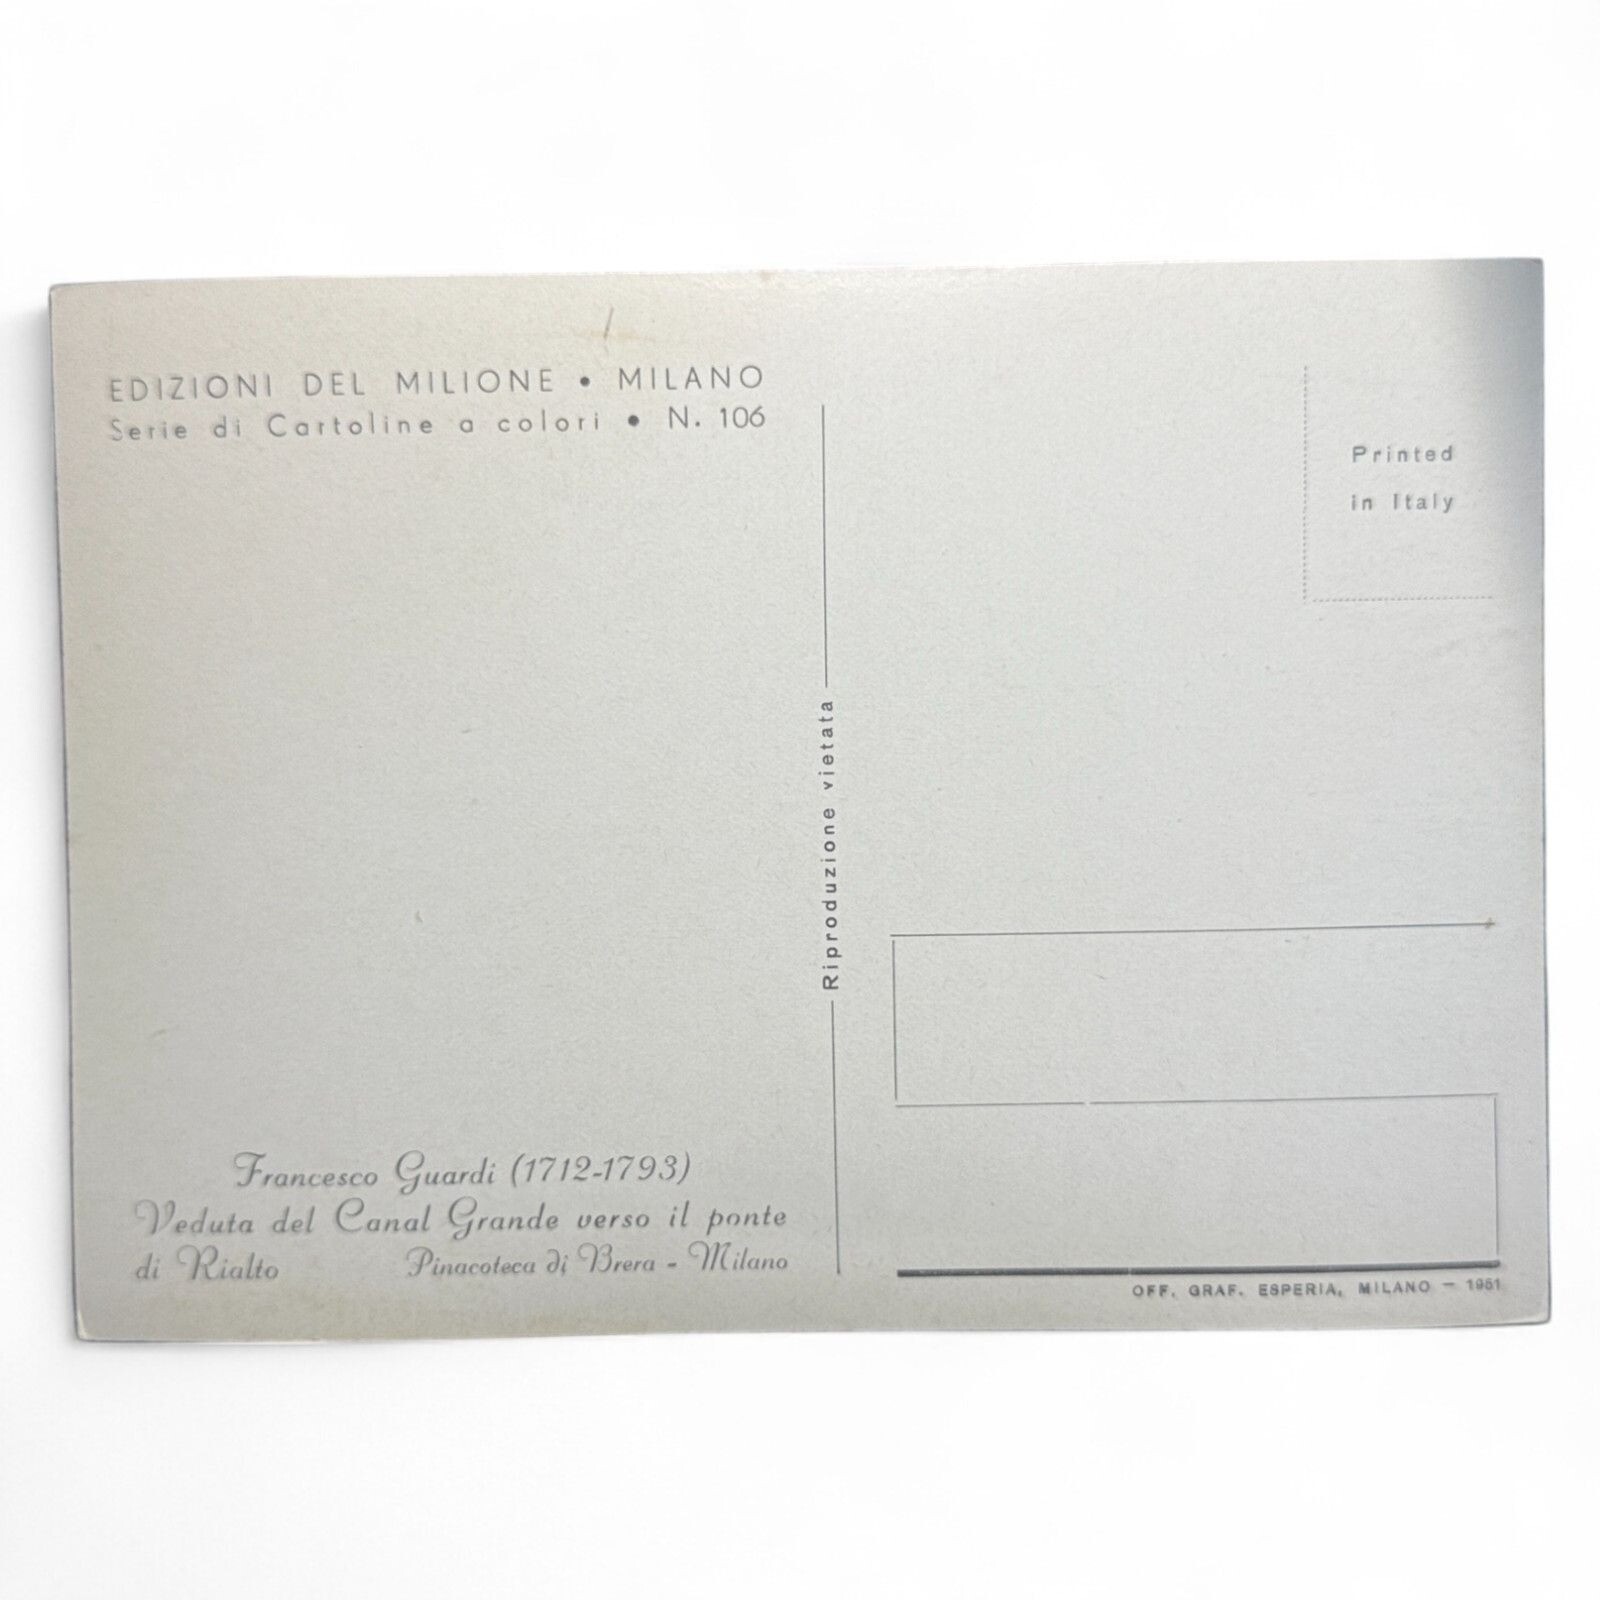 EDIZIONI DEL MILIONE • MILANO
Serie di Cartoline a colori • N. 106
Printed
in Italy
Riproduzione vietata
Francesco Guardi (1712-1793)
Veduta del Canal Grande verso il ponte
di Rialto Pinacoteca di Brera - Milano
OFF. GRAF. ESPERIA, MILANO — 1951